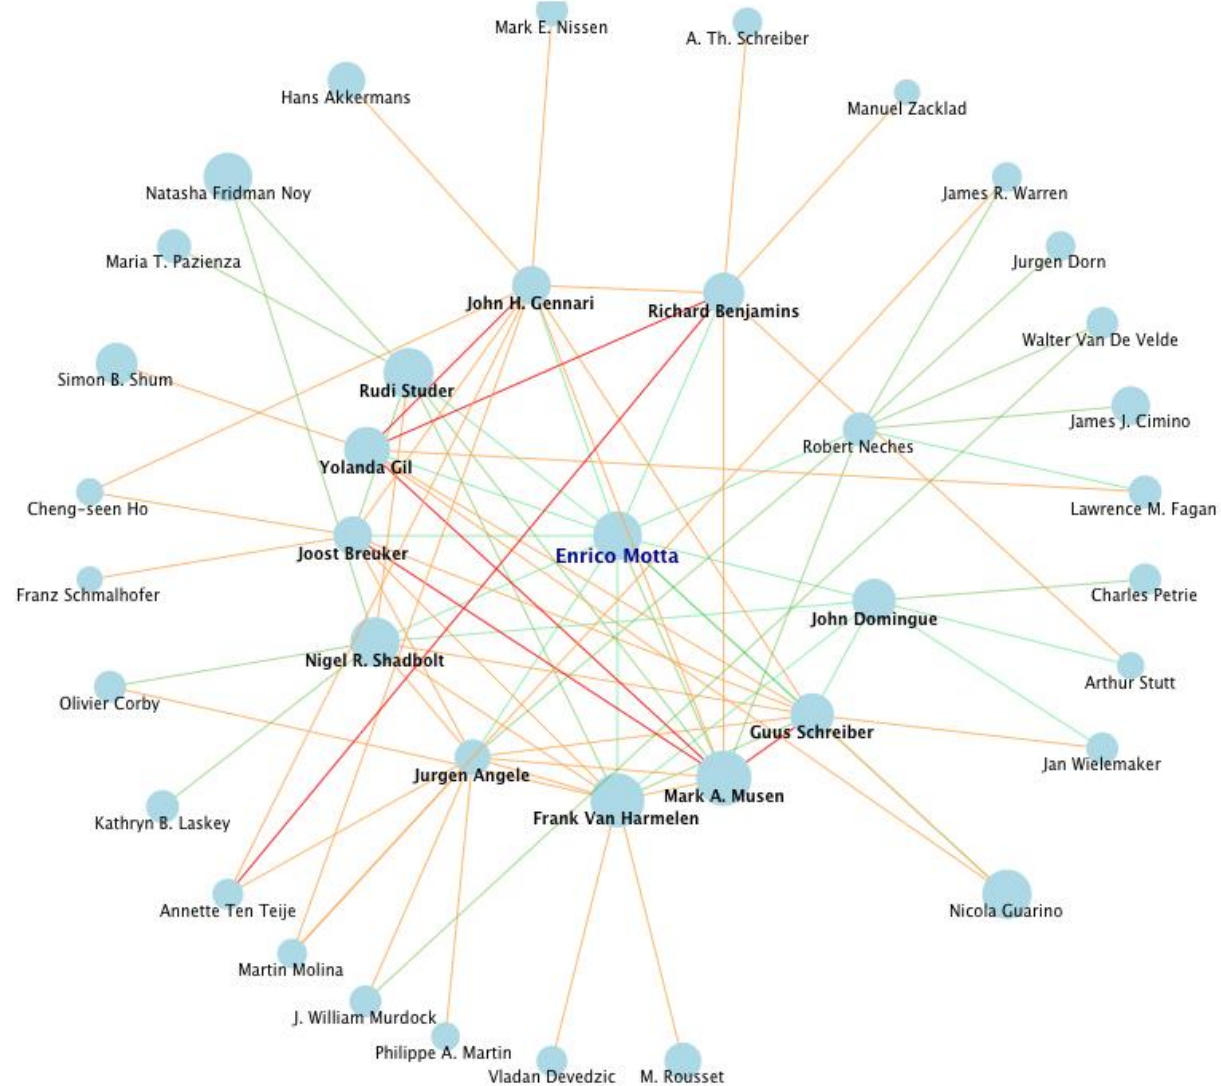 Mark E. Nissen
A. Th. Schreiber
Hans Akkermans
Manuel Zacklad
Natasha Fridman Noy
James R. Warren
Maria T. Pazienza
Jurgen Dorn
John H. Gennari
Richard Benjamins
Walter Van De Velde
Simon B. Shum
Rudi Studer
James J. Cimino
Robert Neches
Yolanda Gil
Cheng-seen Ho
Lawrence M. Fagan
Joost Breuker
Enrico Motta
Franz Schmalhofer
Charles Petrie
John Domingue
Nigel R. Shadbolt
Arthur Stutt
Olivier Corby
Guus Schreiber
Jan Wielemaker
Jurgen Angele
Mark A. Musen
Frank Van Harmelen
Kathryn B. Laskey
Annette Ten Teije
Nicola Guarino
Martin Molina
J. William Murdock
Philippe A. Martin
Vladan Devedzic
M. Rousset